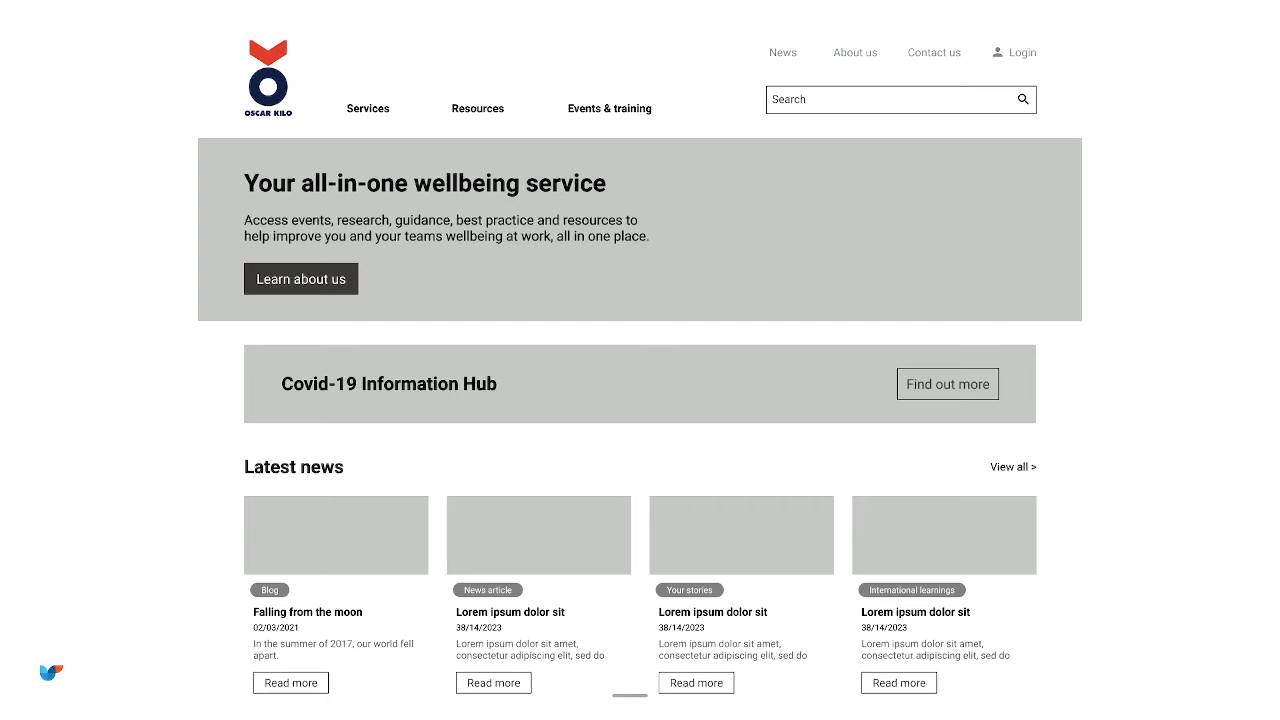 OSCAR KILO
Services
Resources
Events & training
News
About us
Contact us
Login
Search
Your all-in-one wellbeing service
Access events, research, guidance, best practice and resources to
help improve you and your teams wellbeing at work, all in one place.
Learn about us
Covid-19 Information Hub
Find out more
Latest news
View all >
Blog
Falling from the moon
02/03/2021
In the summer of 2017, our world fell
apart.
Read more
News article
Lorem ipsum dolor sit
38/14/2023
Lorem ipsum dolor sit amet,
consectetur adipiscing elit, sed do
Read more
Your stories
Lorem ipsum dolor sit
38/14/2023
Lorem ipsum dolor sit amet,
consectetur adipiscing elit, sed do
Read more
International learnings
Lorem ipsum dolor sit
38/14/2023
Lorem ipsum dolor sit amet,
consectetur adipiscing elit, sed do
Read more